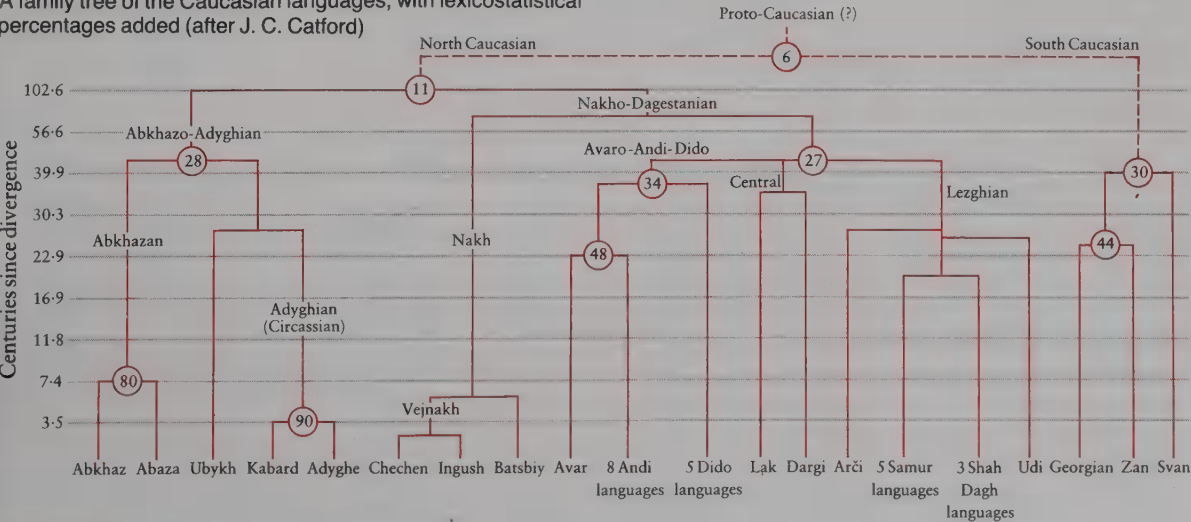 A family tree of the Caucasian languages, with lexicostatistical
percentages added (after J. C. Catford)
Proto-Caucasian (?)
North Caucasian
6
South Caucasian
102·6
11
Nakho-Dagestanian
56·6
Abkhazo-Adyghian
Avaro-Andi-Dido
28
27
39·9
34
Central
30
Lezghian
30·3
Abkhazan
Nakh
44
22·9
48
16·9
Adyghian
(Circassian)
11·8
7·4
80
Vejnakh
3·5
90
Centuries since divergence
Abkhaz Abaza Ubykh Kabard Adyghe Chechen Ingush Batsbiy Avar 8 Andi 5 Dido Lak Dargi Arči 5 Samur 3 Shah Udi Georgian Zan Svan
languages languages languages Dagh
languages